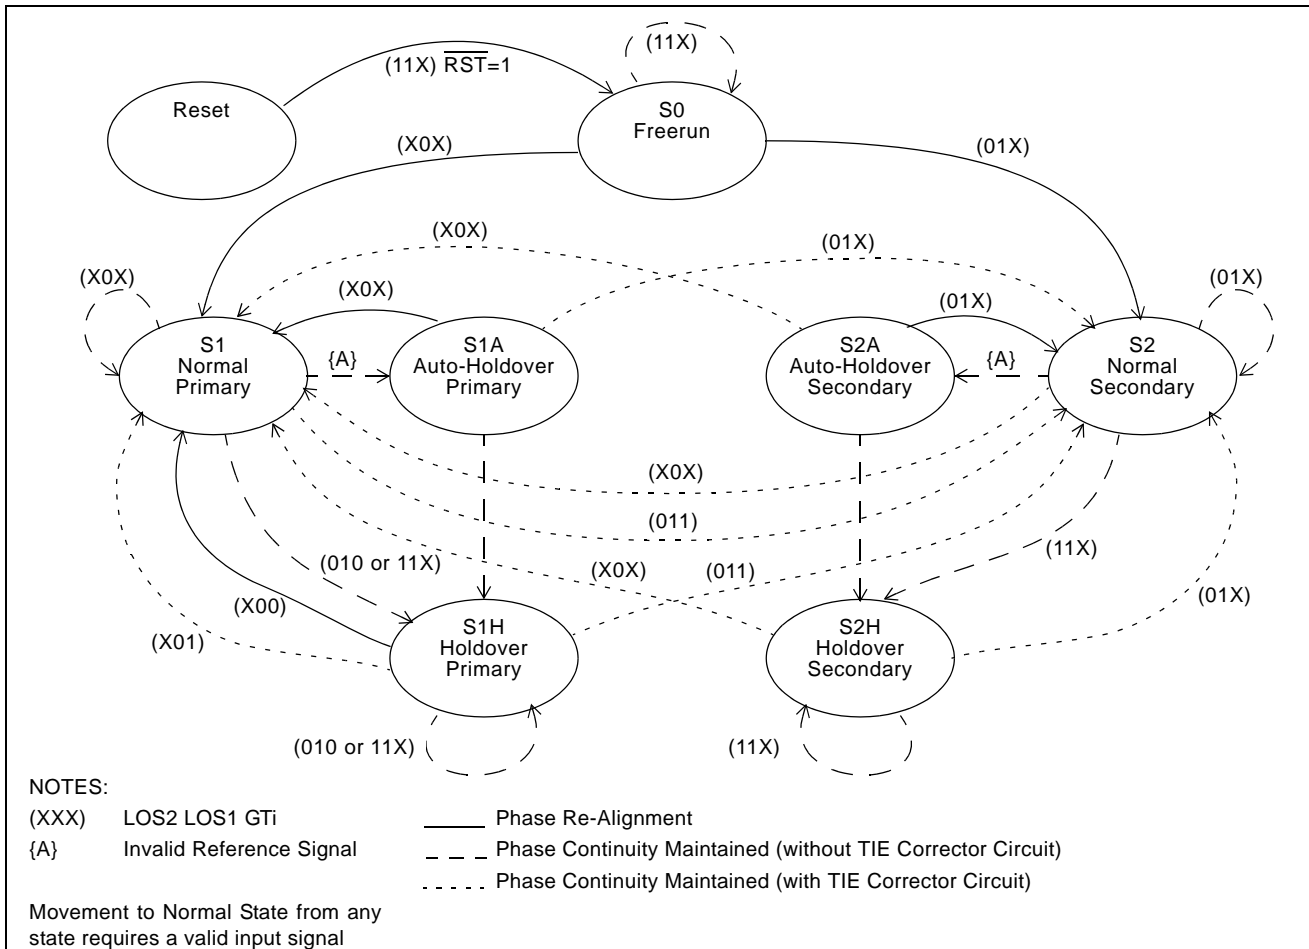 (11X)
(11X) R̅S̅T̅=1
Reset
S0
Freerun
(X0X)
(01X)
(X0X)
(01X)
(X0X)
(X0X)
(01X)
(01X)
S1
Normal
Primary
{A}
S1A
Auto-Holdover
Primary
S2A
Auto-Holdover
Secondary
{A}
S2
Normal
Secondary
(X0X)
(011)
(010 or 11X)
(X0X)
(011)
(11X)
(X00)
(01X)
(X01)
S1H
Holdover
Primary
S2H
Holdover
Secondary
(010 or 11X)
(11X)
NOTES:
(XXX) LOS2 LOS1 GTi
{A} Invalid Reference Signal
Phase Re-Alignment
Phase Continuity Maintained (without TIE Corrector Circuit)
Phase Continuity Maintained (with TIE Corrector Circuit)
Movement to Normal State from any
state requires a valid input signal